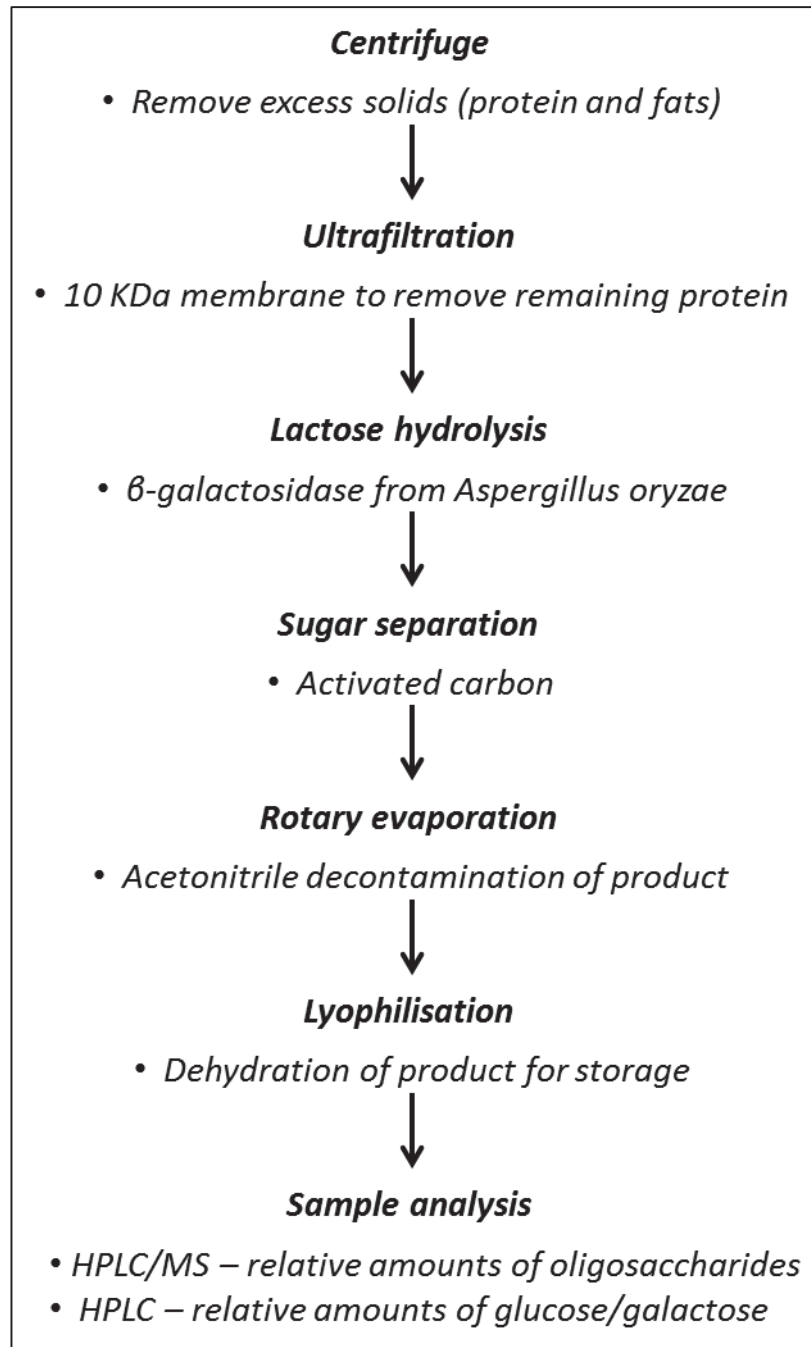 Centrifuge
• Remove excess solids (protein and fats)
Ultrafiltration
• 10 KDa membrane to remove remaining protein
Lactose hydrolysis
• β-galactosidase from Aspergillus oryzae
Sugar separation
• Activated carbon
Rotary evaporation
• Acetonitrile decontamination of product
Lyophilisation
• Dehydration of product for storage
Sample analysis
• HPLC/MS – relative amounts of oligosaccharides
• HPLC – relative amounts of glucose/galactose